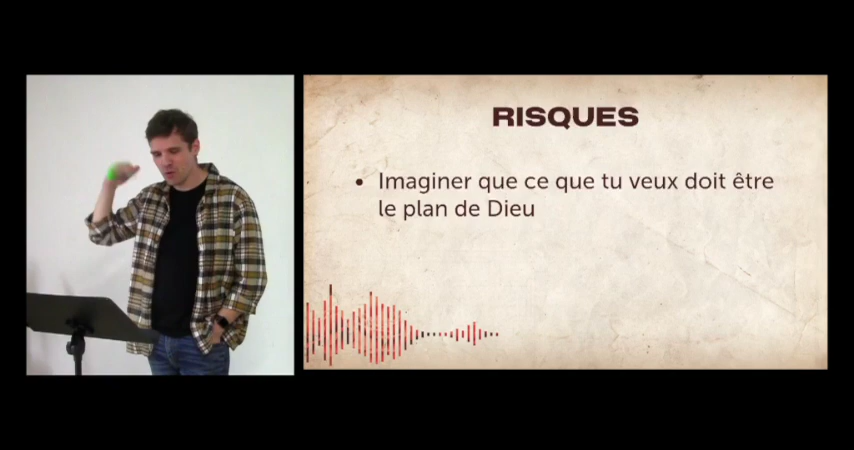 RISQUES
• Imaginer que ce que tu veux doit être
le plan de Dieu